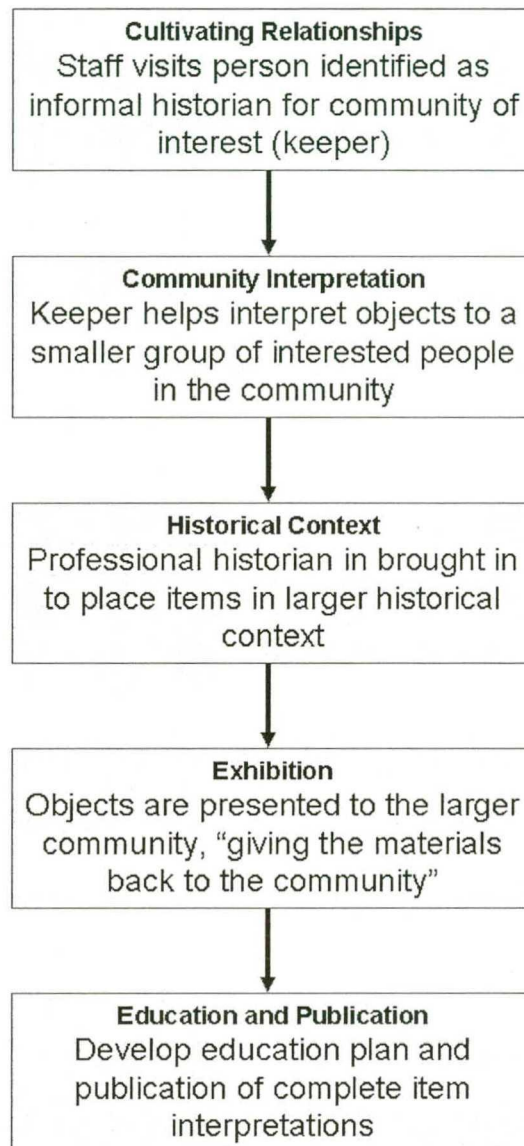 Cultivating Relationships
Staff visits person identified as
informal historian for community of
interest (keeper)
Community Interpretation
Keeper helps interpret objects to a
smaller group of interested people
in the community
Historical Context
Professional historian in brought in
to place items in larger historical
context
Exhibition
Objects are presented to the larger
community, “giving the materials
back to the community”
Education and Publication
Develop education plan and
publication of complete item
interpretations